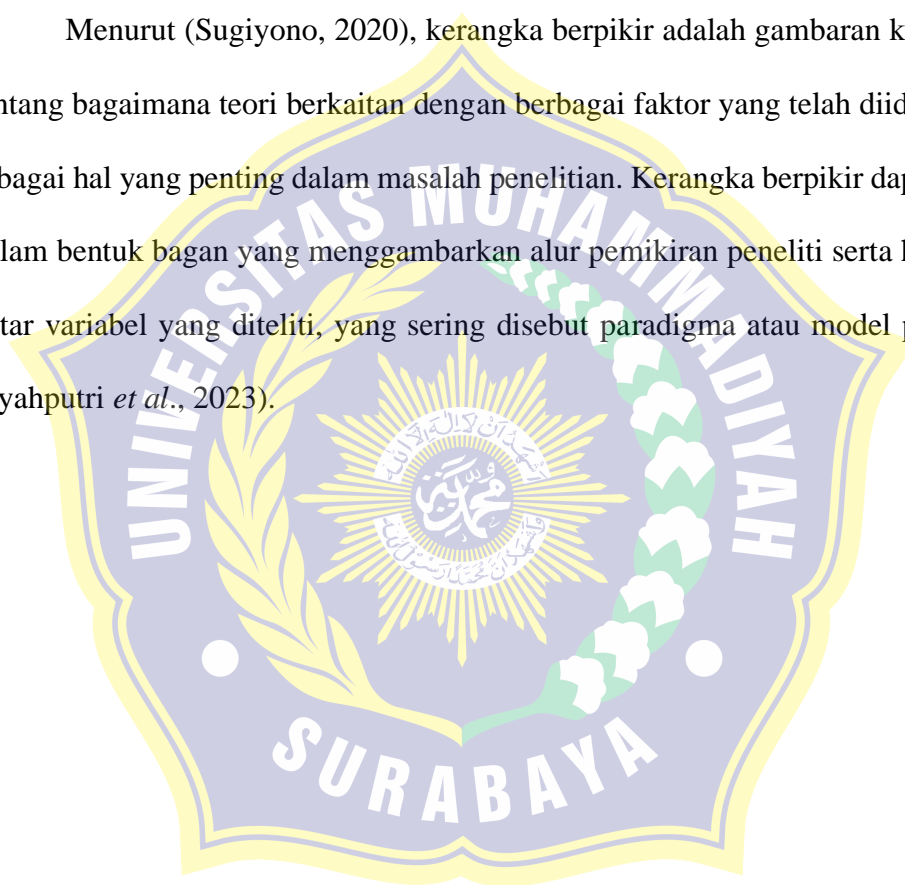 Menurut (Sugiyono, 2020), kerangka berpikir adalah gambaran k
ntang bagaimana teori berkaitan dengan berbagai faktor yang telah diid
bagai hal yang penting dalam masalah penelitian. Kerangka berpikir dap
lam bentuk bagan yang menggambarkan alur pemikiran peneliti serta h
tar variabel yang diteliti, yang sering disebut paradigma atau model p
yahputri et al., 2023).
UNIVERSITAS MUHAMMADIYAH
SURABAYA
محمد